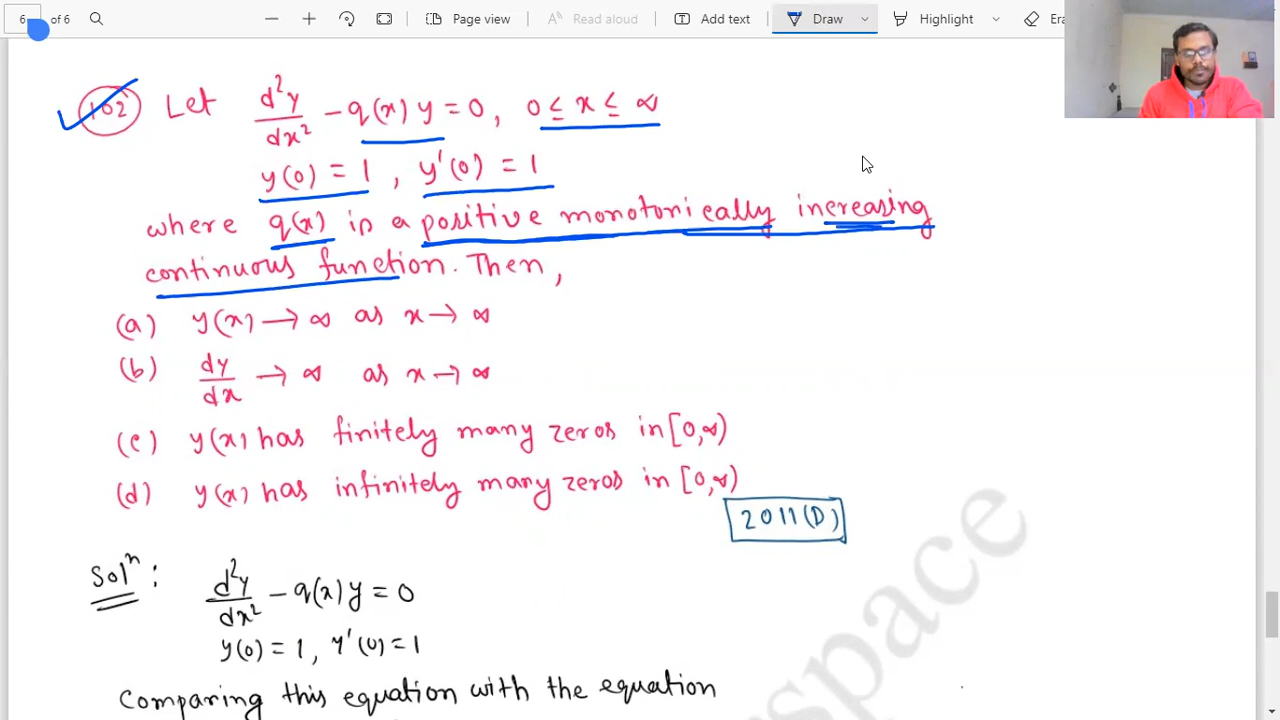 6 of 6 Page view Read aloud Add text Draw Highlight
102 Let d²y/dx² - q(x) y = 0, 0 ≤ x ≤ ∞
y(0) = 1, y'(0) = 1
where q(x) is a positive monotonically increasing
continuous function. Then,
(a) y(x) → ∞ as x → ∞
(b) dy/dx → ∞ as x → ∞
(c) y(x) has finitely many zeros in [0,∞)
(d) y(x) has infinitely many zeros in [0,∞)
2011(D)
Solⁿ: d²y/dx² - q(x)y = 0
y(0) = 1, y'(0) = 1
Comparing this equation with the equation
space